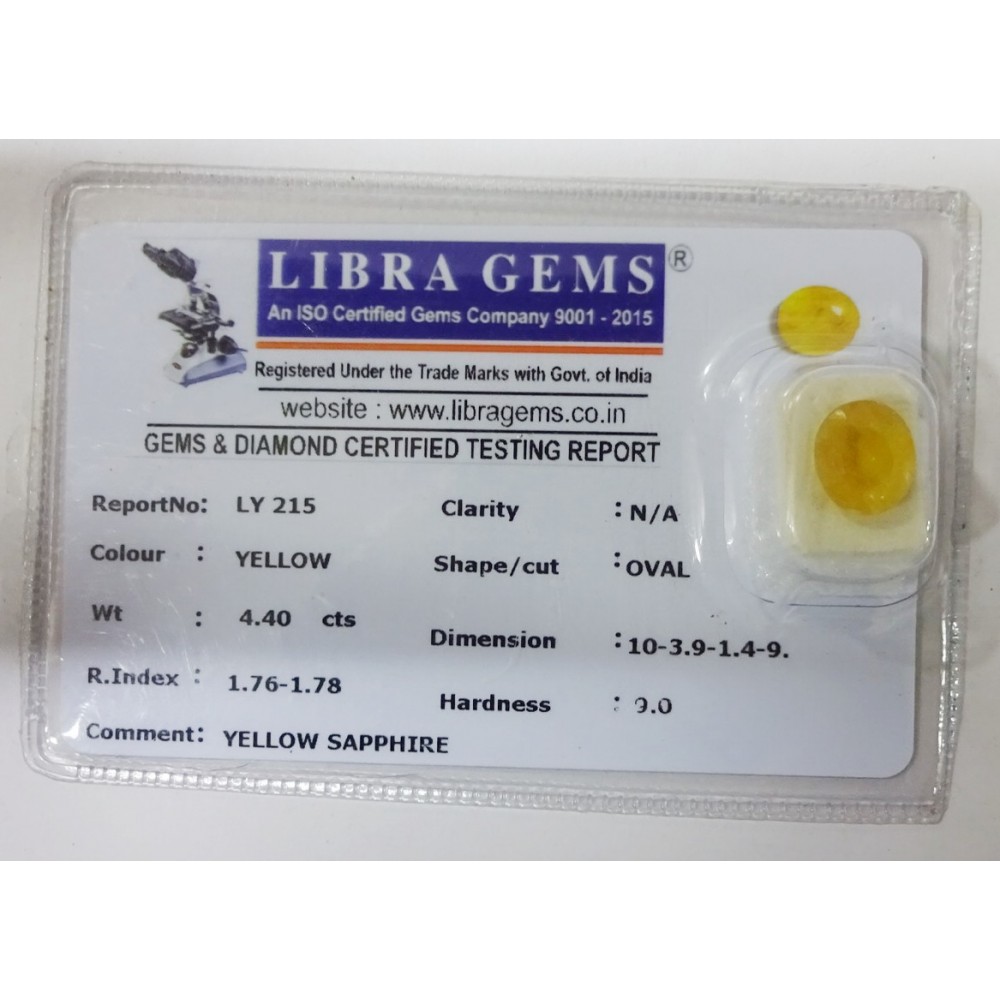 LIBRA GEMS ®
An ISO Certified Gems Company 9001 - 2015
Registered Under the Trade Marks with Govt. of India
website : www.libragems.co.in
GEMS & DIAMOND CERTIFIED TESTING REPORT
ReportNo: LY 215
Clarity : N/A
Colour : YELLOW
Shape/cut : OVAL
Wt : 4.40 cts
Dimension : 10-3.9-1.4-9.
R.Index : 1.76-1.78
Hardness : 9.0
Comment: YELLOW SAPPHIRE